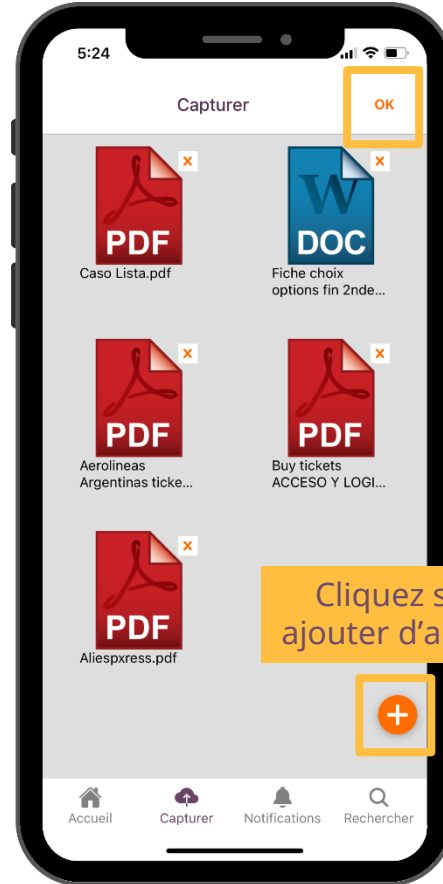 5:24
Capturer
OK
x
x
PDF
DOC
Caso Lista.pdf
Fiche choix
options fin 2nde...
x
x
PDF
PDF
Aerolineas
Argentinas ticke...
Buy tickets
ACCESO Y LOGI...
x
PDF
Aliespxress.pdf
Cliquez s
ajouter d’a
+
Accueil
Capturer
Notifications
Rechercher